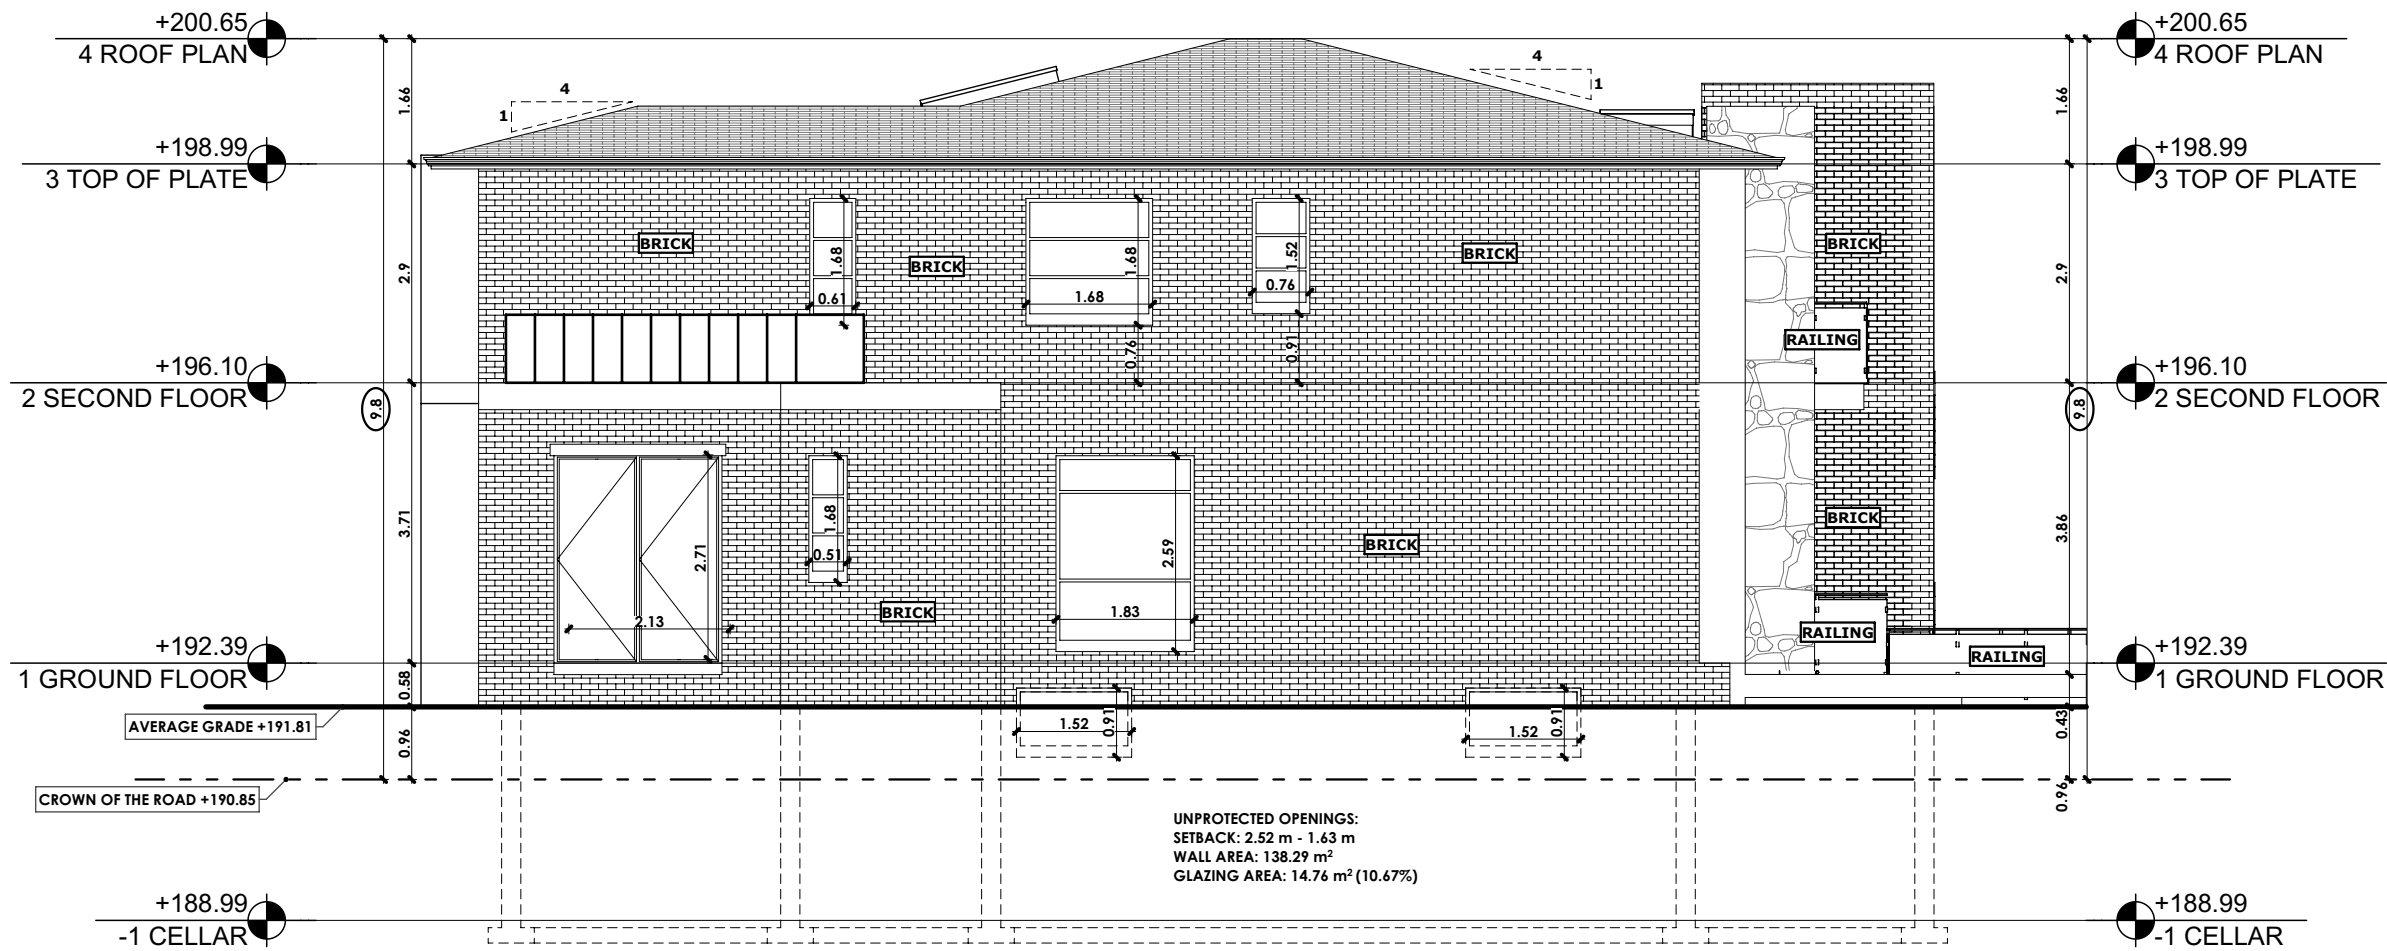 +200.65
4 ROOF PLAN
+200.65
4 ROOF PLAN
4
1
4
1
1.66
1.66
+198.99
3 TOP OF PLATE
+198.99
3 TOP OF PLATE
BRICK
BRICK
BRICK
BRICK
1.68
0.61
1.68
1.68
1.52
0.76
2.9
2.9
0.76
0.91
RAILING
+196.10
2 SECOND FLOOR
+196.10
2 SECOND FLOOR
9.8
9.8
3.71
3.86
2.71
2.13
1.68
0.51
2.59
1.83
BRICK
BRICK
BRICK
RAILING
RAILING
+192.39
1 GROUND FLOOR
+192.39
1 GROUND FLOOR
0.58
0.43
AVERAGE GRADE +191.81
1.52
0.91
1.52
0.91
0.96
0.96
CROWN OF THE ROAD +190.85
UNPROTECTED OPENINGS:
SETBACK: 2.52 m - 1.63 m
WALL AREA: 138.29 m²
GLAZING AREA: 14.76 m² (10.67%)
+188.99
-1 CELLAR
+188.99
-1 CELLAR